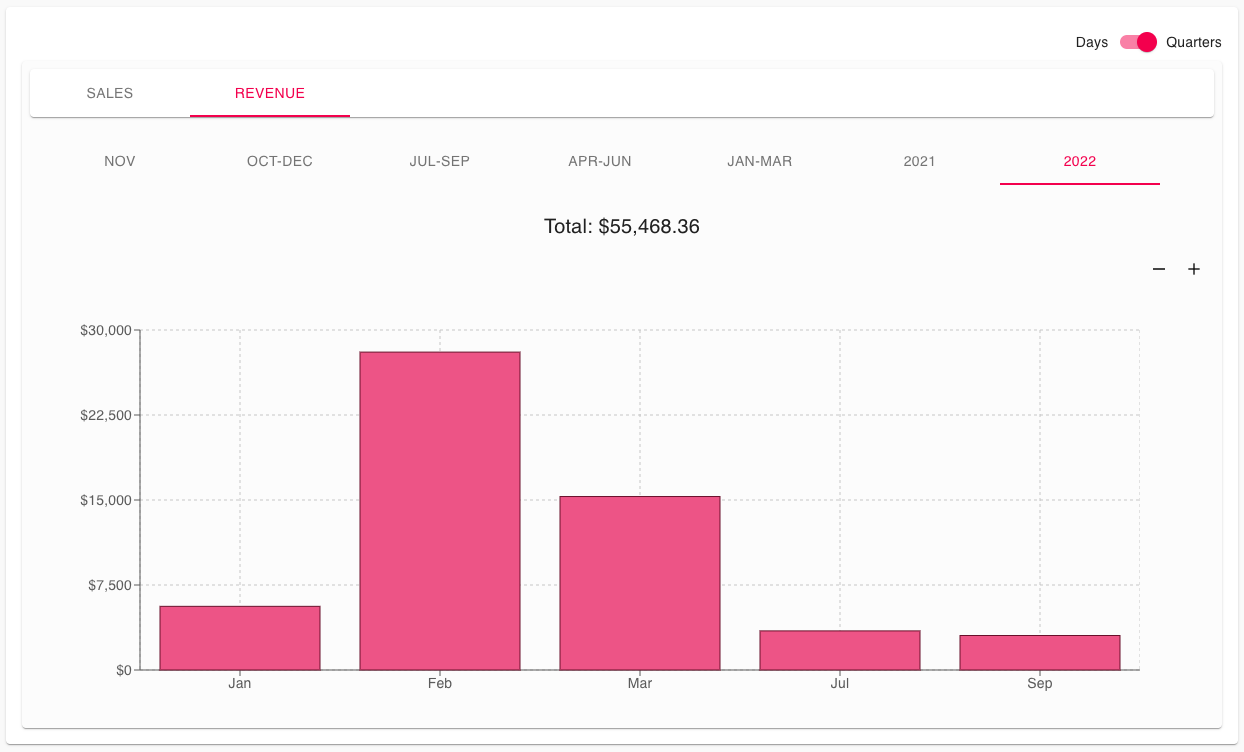 Days Quarters
SALES REVENUE
NOV OCT-DEC JUL-SEP APR-JUN JAN-MAR 2021 2022
Total: $55,468.36
− +
$30,000
$22,500
$15,000
$7,500
$0
Jan Feb Mar Jul Sep